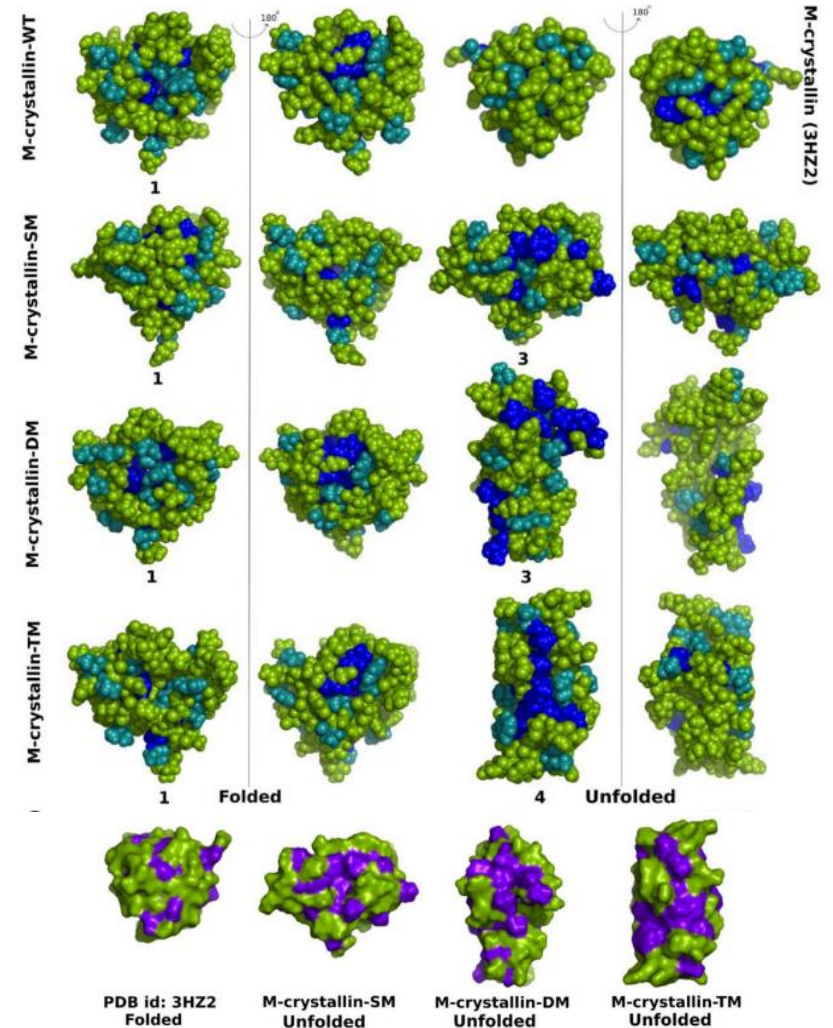 180°
180°
M-crystallin-WT
M-crystallin (3HZ2)
1
M-crystallin-SM
1
3
M-crystallin-DM
1
3
M-crystallin-TM
1
Folded
4
Unfolded
PDB id: 3HZ2
Folded
M-crystallin-SM
Unfolded
M-crystallin-DM
Unfolded
M-crystallin-TM
Unfolded